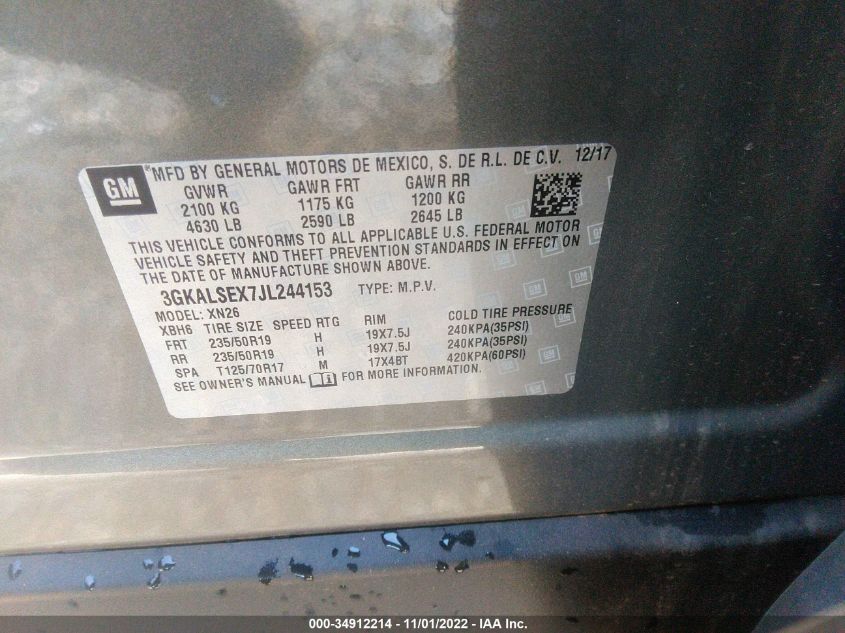 GM ® MFD BY GENERAL MOTORS DE MEXICO, S. DE R.L. DE C.V. 12/17
GVWR GAWR FRT GAWR RR
2100 KG 1175 KG 1200 KG
4630 LB 2590 LB 2645 LB
THIS VEHICLE CONFORMS TO ALL APPLICABLE U.S. FEDERAL MOTOR
VEHICLE SAFETY AND THEFT PREVENTION STANDARDS IN EFFECT ON
THE DATE OF MANUFACTURE SHOWN ABOVE.
3GKALSEX7JL244153 TYPE: M.P.V.
MODEL: XN26
XBH6 TIRE SIZE SPEED RTG RIM COLD TIRE PRESSURE
FRT 235/50R19 H 19X7.5J 240KPA(35PSI)
RR 235/50R19 H 19X7.5J 240KPA(35PSI)
SPA T125/70R17 M 17X4BT 420KPA(60PSI)
SEE OWNER'S MANUAL FOR MORE INFORMATION.
000-34912214 - 11/01/2022 - IAA Inc.